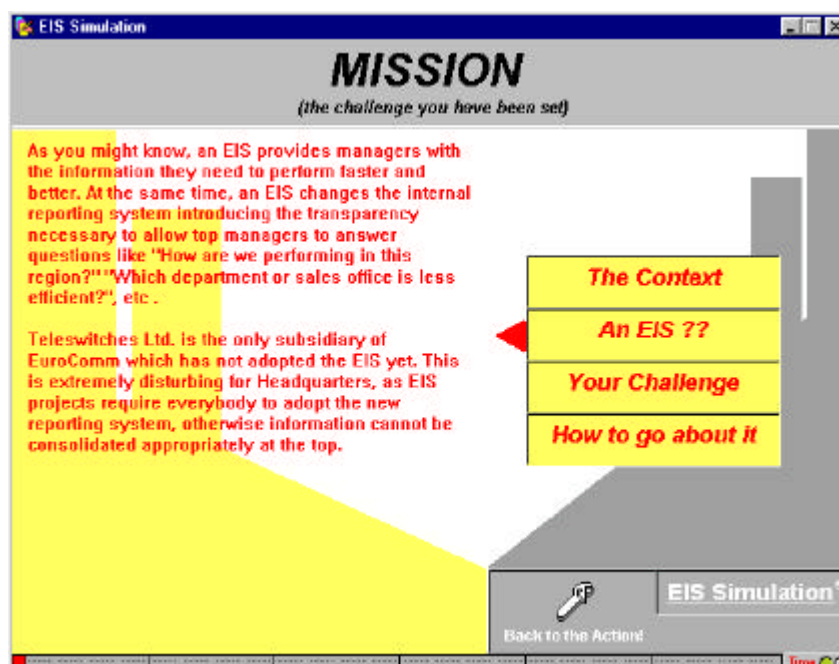 EIS Simulation
MISSION
(the challenge you have been set)
As you might know, an EIS provides managers with
the information they need to perform faster and
better. At the same time, an EIS changes the internal
reporting system introducing the transparency
necessary to allow top managers to answer
questions like "How are we performing in this
region?" "Which department or sales office is less
efficient?", etc .
Teleswitches Ltd. is the only subsidiary of
EuroComm which has not adopted the EIS yet. This
is extremely disturbing for Headquarters, as EIS
projects require everybody to adopt the new
reporting system, otherwise information cannot be
consolidated appropriately at the top.
The Context
An EIS ??
Your Challenge
How to go about it
EIS Simulation
Back to the Action!
Time